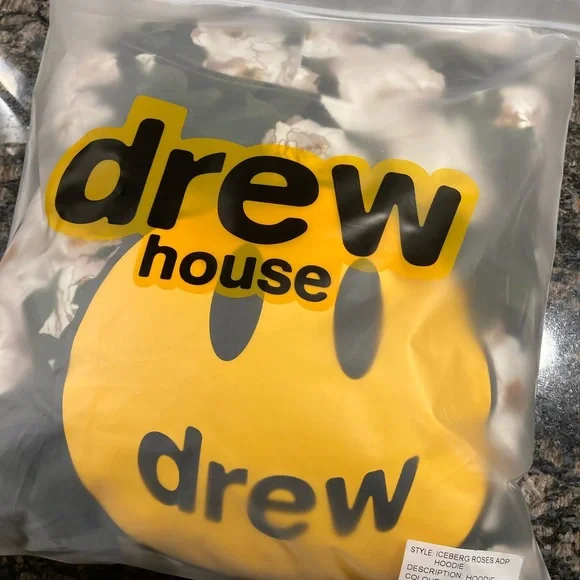 drew
house
drew
STYLE: ICEBERG ROSES AOP
HOODIE
DESCRIPTION: HOODIE